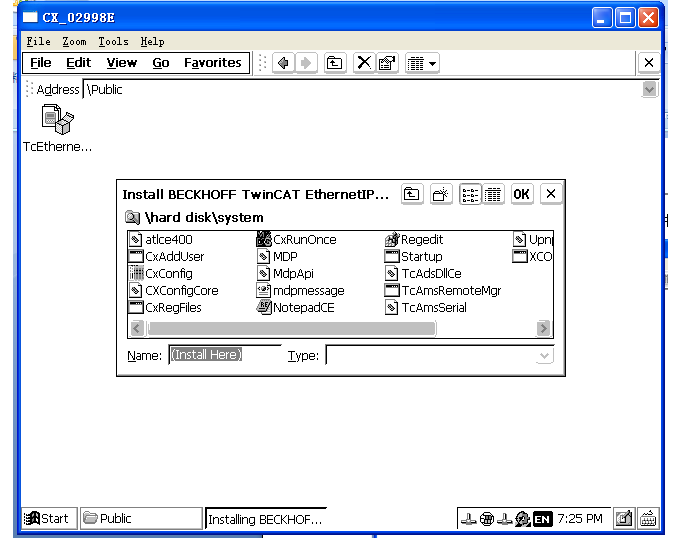 CX_02998E
File Zoom Tools Help
File Edit View Go Favorites
Address \Public
TcEtherne...
Install BECKHOFF TwinCAT EthernetIP... OK
\hard disk\system
atlce400 CxRunOnce Regedit Upnp
CxAddUser MDP Startup XCO
CxConfig MdpApi TcAdsDllCe
CXConfigCore mdpmessage TcAmsRemoteMgr
CxRegFiles NotepadCE TcAmsSerial
Name: (Install Here) Type:
Start Public Installing BECKHOF... EN 7:25 PM